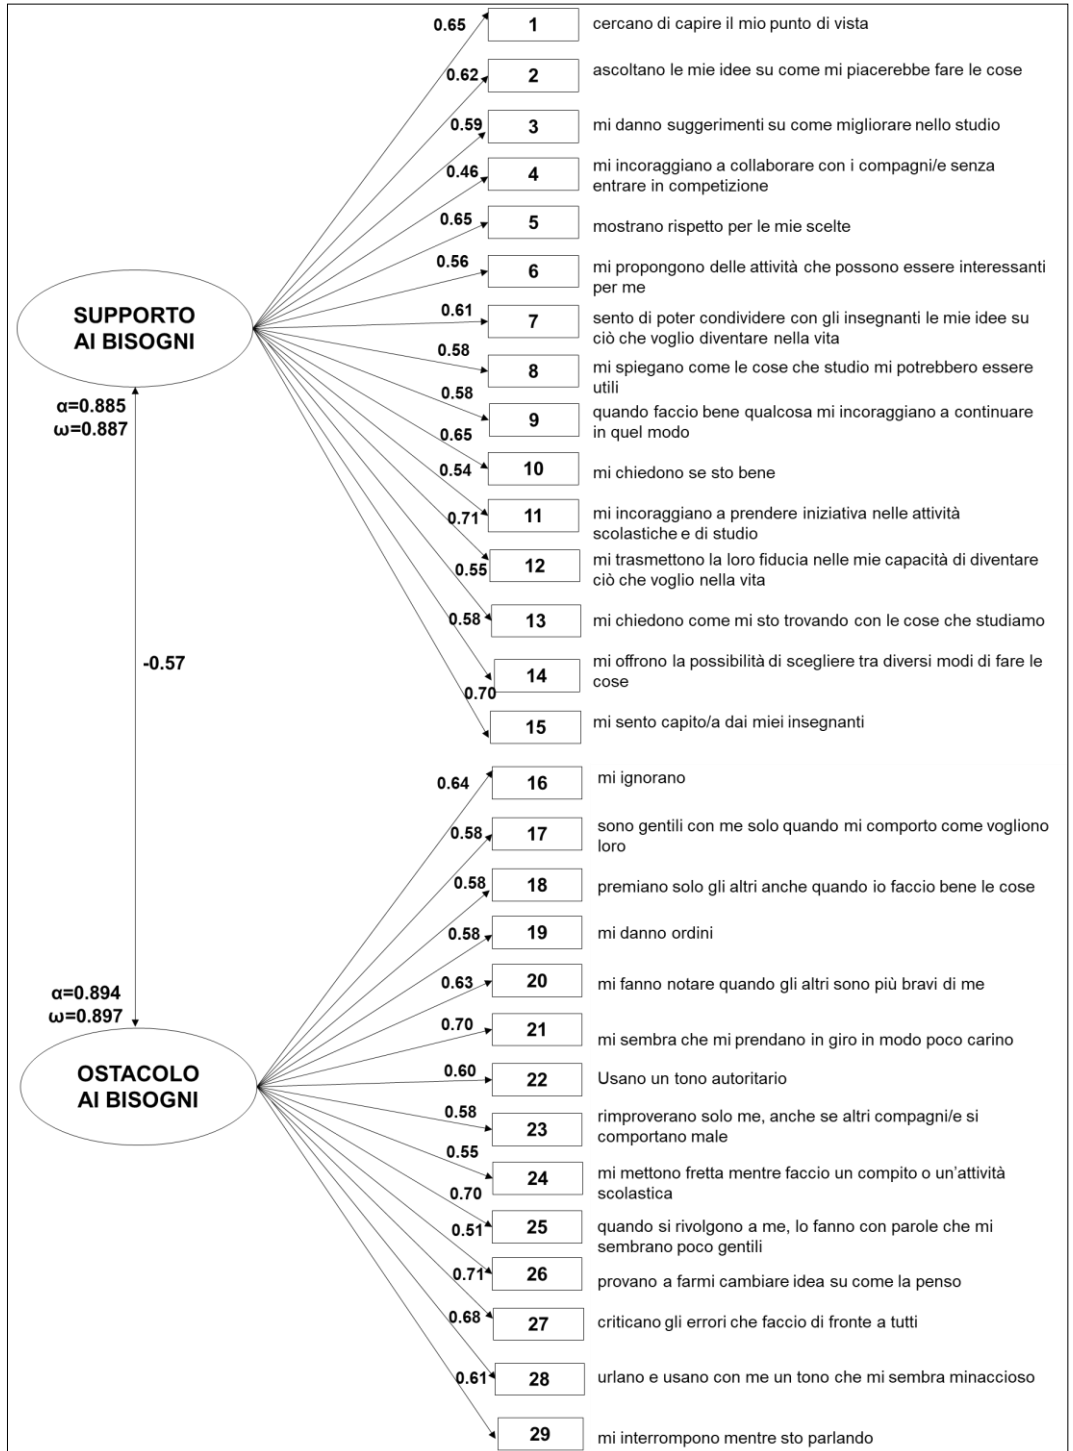 0.65
1
cercano di capire il mio punto di vista
0.62
2
ascoltano le mie idee su come mi piacerebbe fare le cose
0.59
3
mi danno suggerimenti su come migliorare nello studio
0.46
4
mi incoraggiano a collaborare con i compagni/e senza
entrare in competizione
0.65
5
mostrano rispetto per le mie scelte
0.56
6
mi propongono delle attività che possono essere interessanti
per me
SUPPORTO
AI BISOGNI
0.61
7
sento di poter condividere con gli insegnanti le mie idee su
ciò che voglio diventare nella vita
0.58
8
mi spiegano come le cose che studio mi potrebbero essere
utili
α=0.885
ω=0.887
0.58
9
quando faccio bene qualcosa mi incoraggiano a continuare
in quel modo
0.65
10
mi chiedono se sto bene
0.54
11
mi incoraggiano a prendere iniziativa nelle attività
scolastiche e di studio
0.71
12
mi trasmettono la loro fiducia nelle mie capacità di diventare
ciò che voglio nella vita
0.55
13
mi chiedono come mi sto trovando con le cose che studiamo
0.58
14
mi offrono la possibilità di scegliere tra diversi modi di fare le
cose
0.70
15
mi sento capito/a dai miei insegnanti
-0.57
0.64
16
mi ignorano
0.58
17
sono gentili con me solo quando mi comporto come vogliono
loro
0.58
18
premiano solo gli altri anche quando io faccio bene le cose
0.58
19
mi danno ordini
α=0.894
ω=0.897
0.63
20
mi fanno notare quando gli altri sono più bravi di me
0.70
21
mi sembra che mi prendano in giro in modo poco carino
OSTACOLO
AI BISOGNI
0.60
22
Usano un tono autoritario
0.58
23
rimproverano solo me, anche se altri compagni/e si
comportano male
0.55
24
mi mettono fretta mentre faccio un compito o un'attività
scolastica
0.70
25
quando si rivolgono a me, lo fanno con parole che mi
sembrano poco gentili
0.51
26
provano a farmi cambiare idea su come la penso
0.71
27
criticano gli errori che faccio di fronte a tutti
0.68
28
urlano e usano con me un tono che mi sembra minaccioso
0.61
29
mi interrompono mentre sto parlando